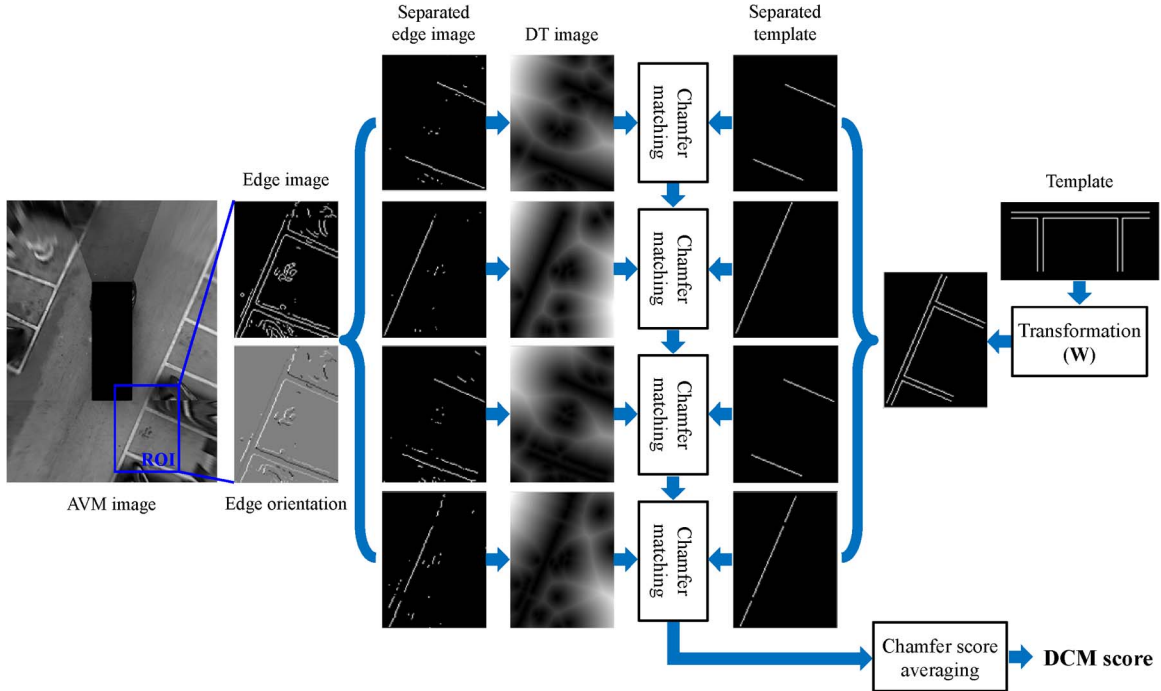 Separated
edge image
DT image
Separated
template
Chamfer
matching
Edge image
Template
Chamfer
matching
Transformation
(W)
Chamfer
matching
ROI
AVM image
Edge orientation
Chamfer
matching
Chamfer score
averaging
DCM score